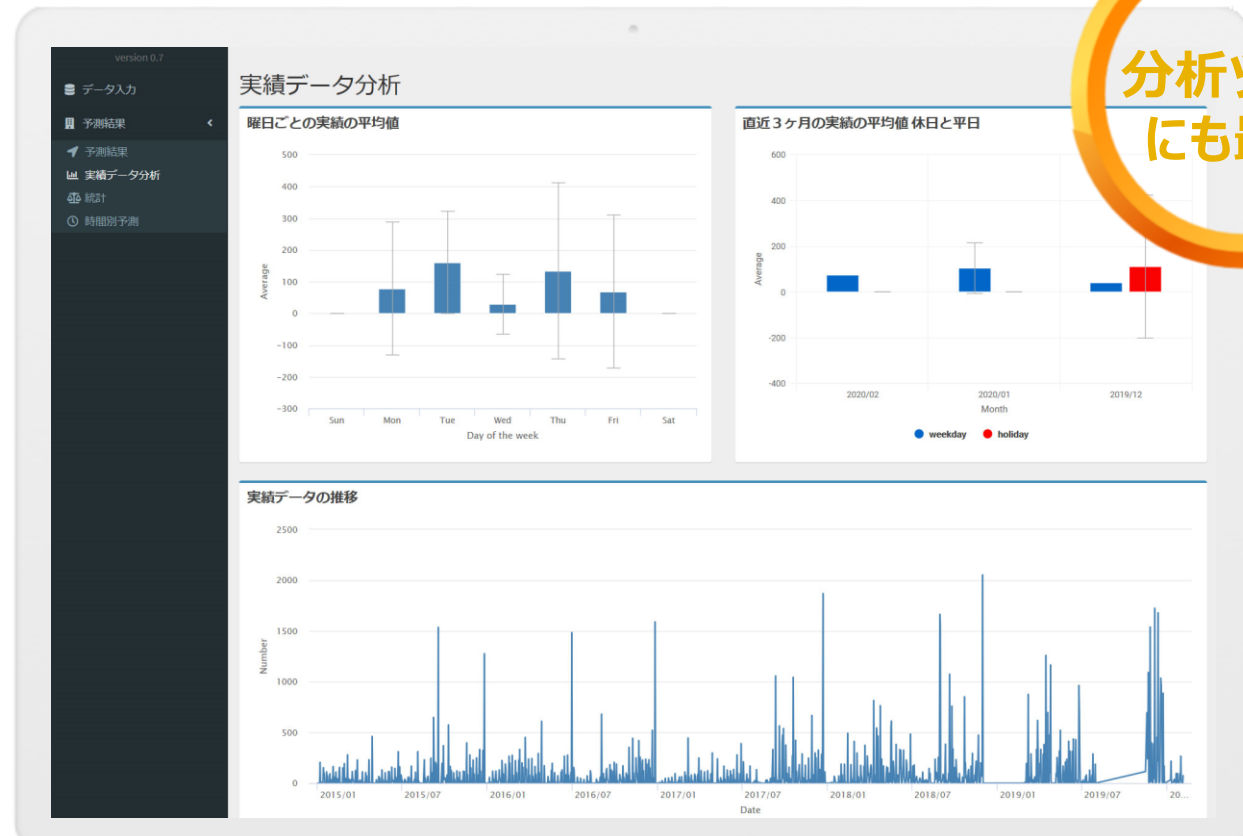 分析
にも
version 0.7
データ入力
予測結果
予測結果
実績データ分析
統計
時間別予測
実績データ分析
曜日ごとの実績の平均値
500
400
300
200
100
0
-100
-200
-300
Average
Sun Mon Tue Wed Thu Fri Sat
Day of the week
直近3ヶ月の実績の平均値 休日と平日
600
400
200
0
-200
-400
Average
2020/02 2020/01 2019/12
Month
weekday holiday
実績データの推移
2500
2000
1500
1000
500
0
Number
2015/01 2015/07 2016/01 2016/07 2017/01 2017/07 2018/01 2018/07 2019/01 2019/07 20...
Date